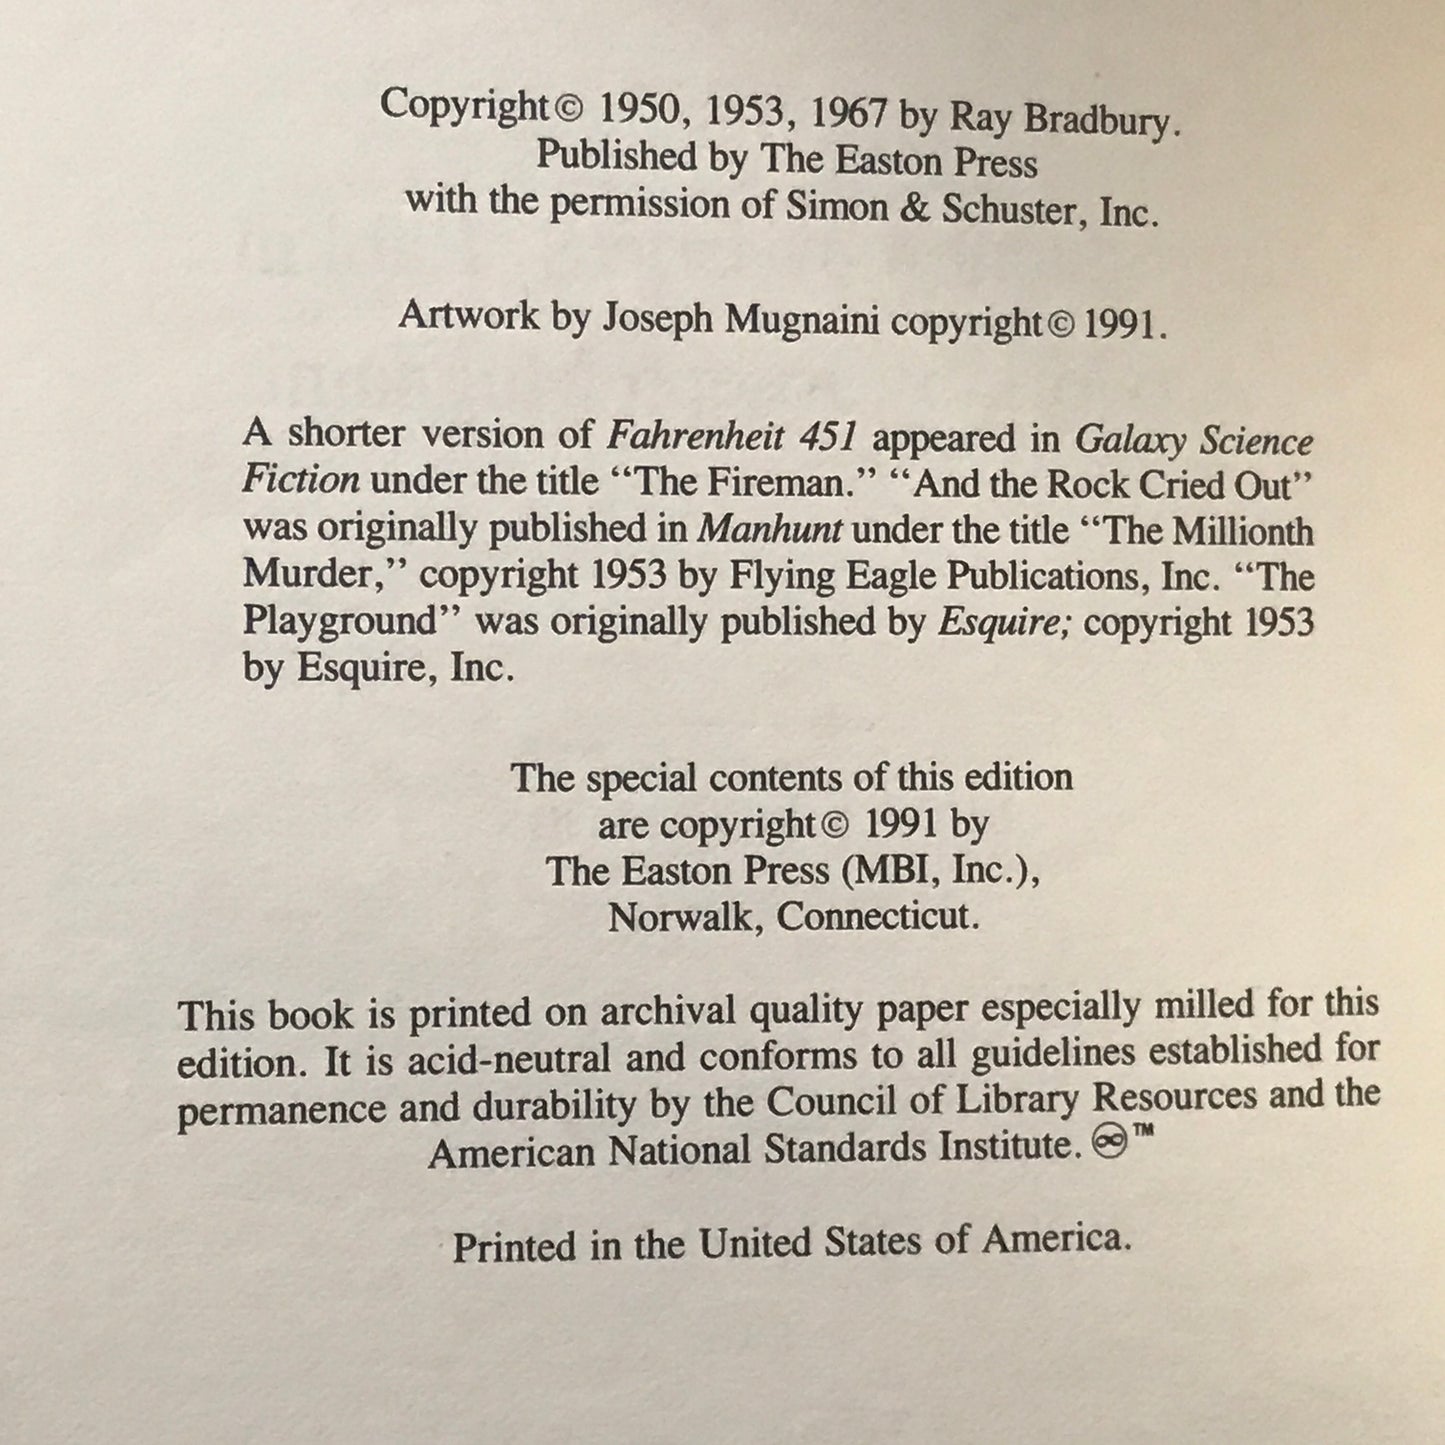 Copyright© 1950, 1953, 1967 by Ray Bradbury.
Published by The Easton Press
with the permission of Simon & Schuster, Inc.
Artwork by Joseph Mugnaini copyright© 1991.
A shorter version of Fahrenheit 451 appeared in Galaxy Science
Fiction under the title “The Fireman.” “And the Rock Cried Out”
was originally published in Manhunt under the title “The Millionth
Murder,” copyright 1953 by Flying Eagle Publications, Inc. “The
Playground” was originally published by Esquire; copyright 1953
by Esquire, Inc.
The special contents of this edition
are copyright© 1991 by
The Easton Press (MBI, Inc.),
Norwalk, Connecticut.
This book is printed on archival quality paper especially milled for this
edition. It is acid-neutral and conforms to all guidelines established for
permanence and durability by the Council of Library Resources and the
American National Standards Institute. ♾™
Printed in the United States of America.